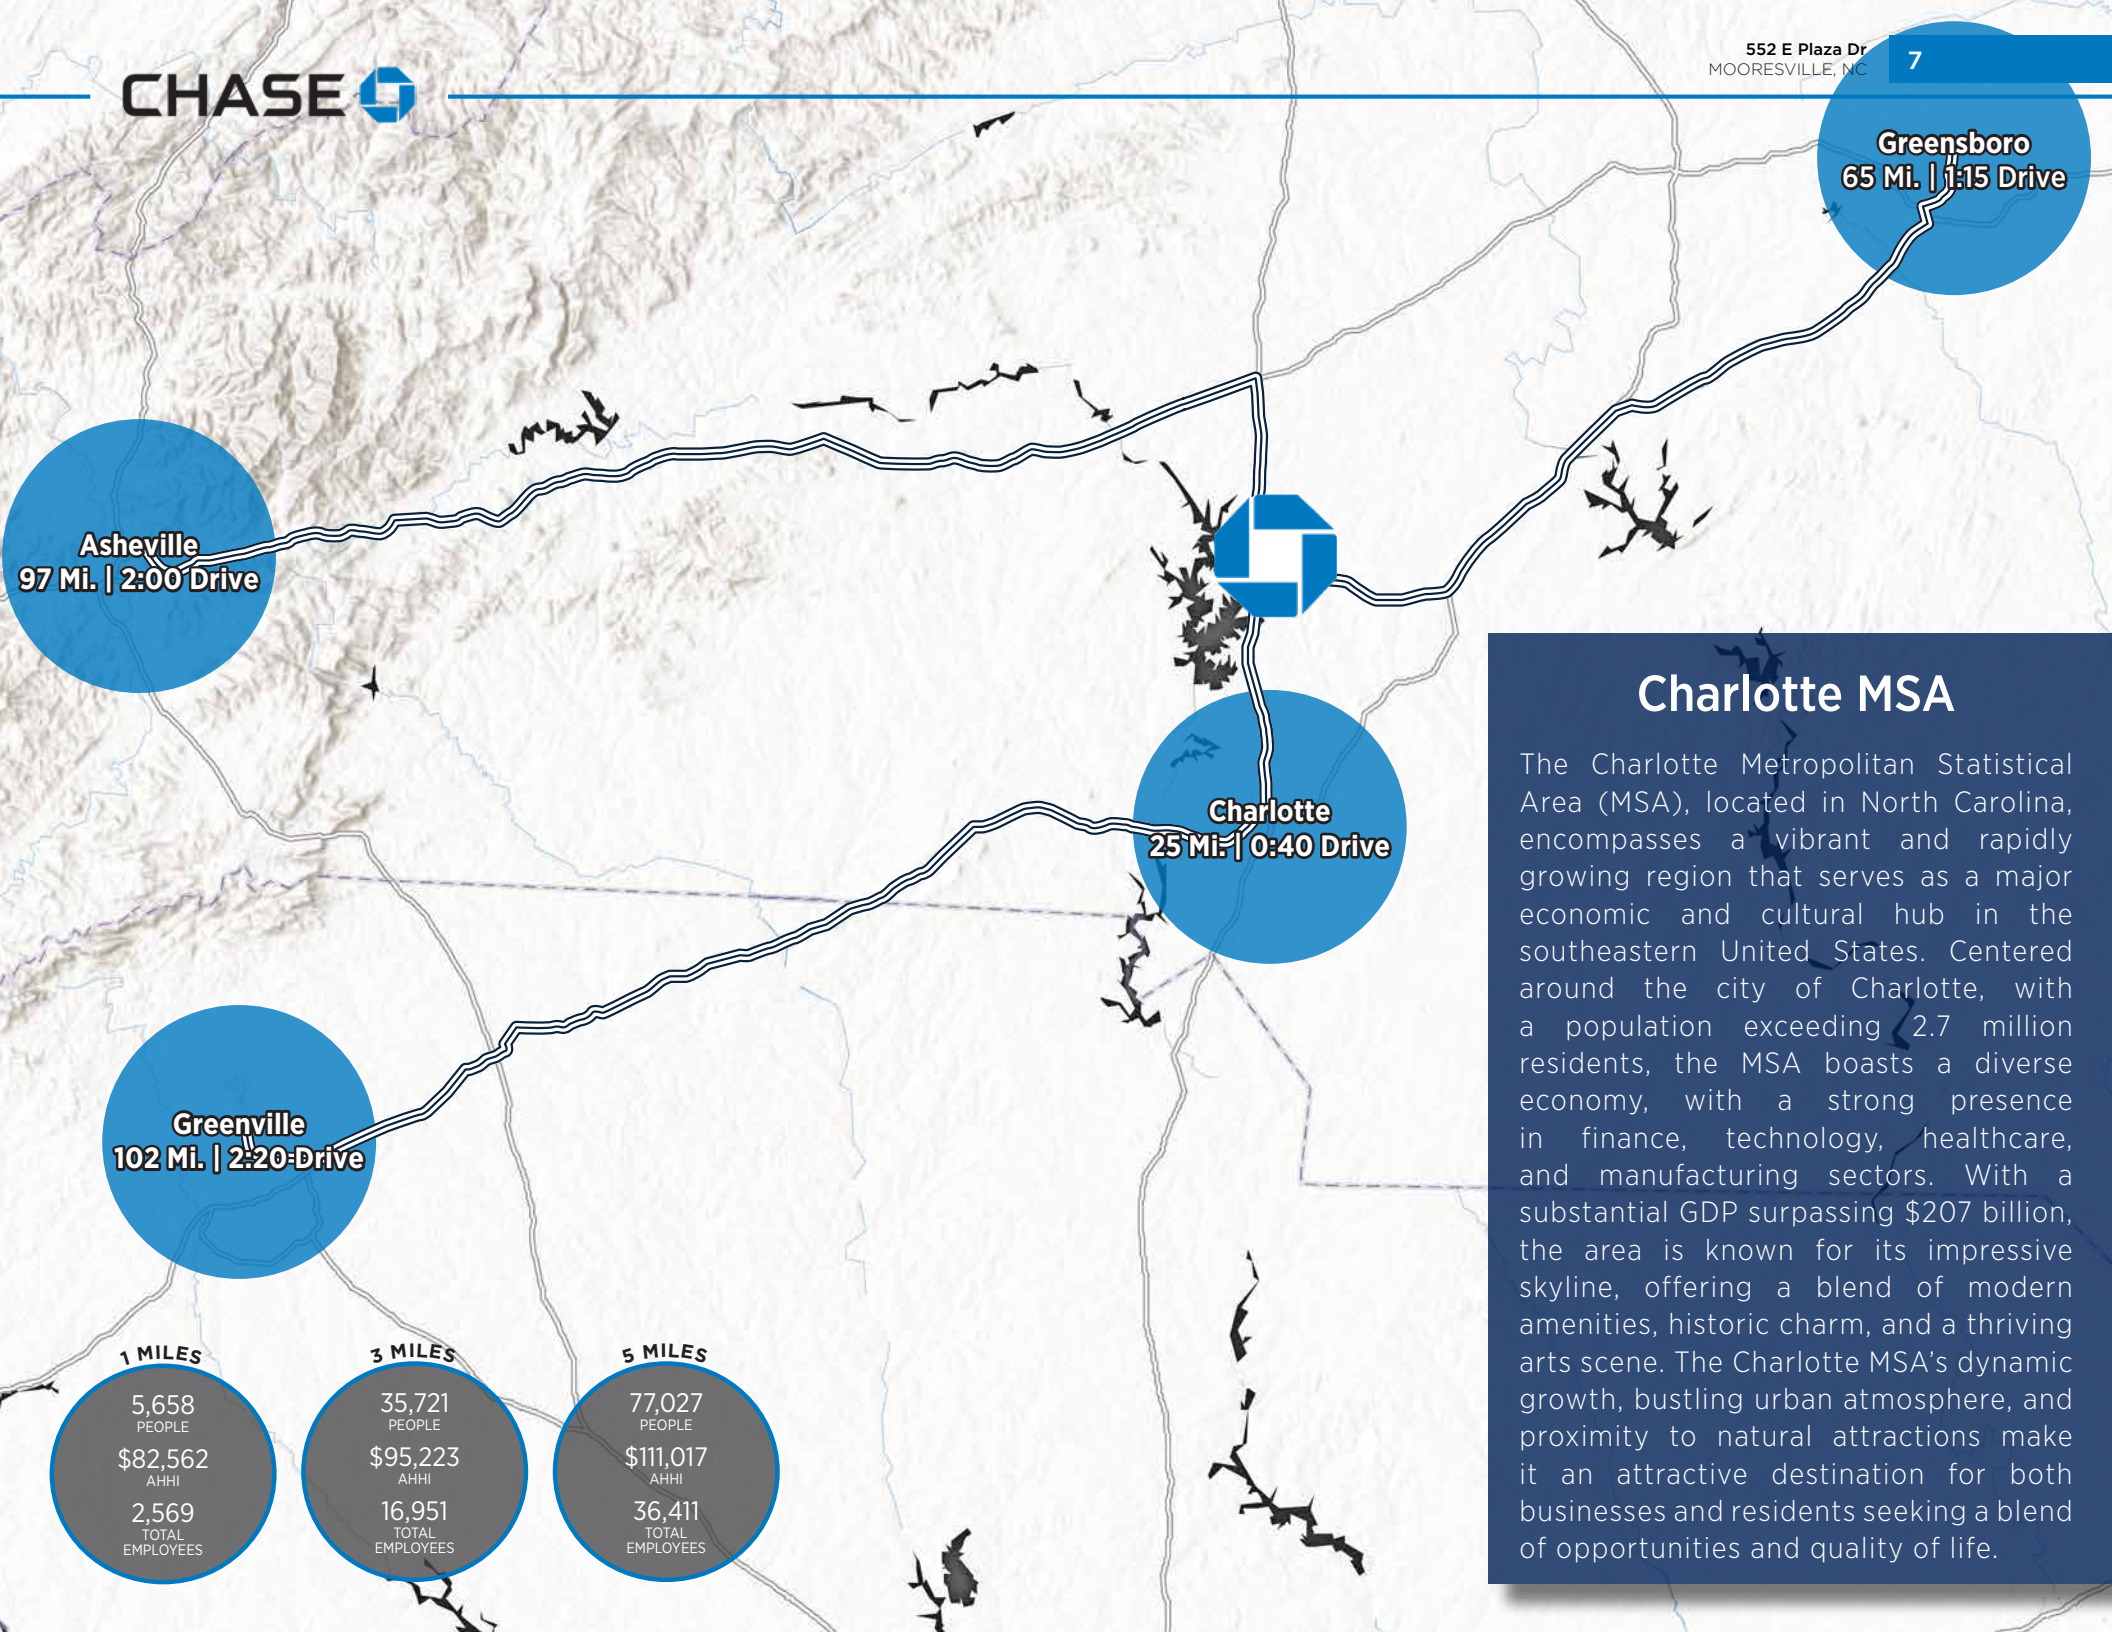 CHASE
552 E Plaza Dr
MOORESVILLE, NC
7
Greensboro
65 Mi. | 1:15 Drive
Asheville
97 Mi. | 2:00 Drive
Charlotte
25 Mi. | 0:40 Drive
Greenville
102 Mi. | 2:20 Drive
Charlotte MSA
The Charlotte Metropolitan Statistical
Area (MSA), located in North Carolina,
encompasses a vibrant and rapidly
growing region that serves as a major
economic and cultural hub in the
southeastern United States. Centered
around the city of Charlotte, with
a population exceeding 2.7 million
residents, the MSA boasts a diverse
economy, with a strong presence
in finance, technology, healthcare,
and manufacturing sectors. With a
substantial GDP surpassing $207 billion,
the area is known for its impressive
skyline, offering a blend of modern
amenities, historic charm, and a thriving
arts scene. The Charlotte MSA's dynamic
growth, bustling urban atmosphere, and
proximity to natural attractions make
it an attractive destination for both
businesses and residents seeking a blend
of opportunities and quality of life.
1 MILES
5,658
PEOPLE
$82,562
AHHI
2,569
TOTAL
EMPLOYEES
3 MILES
35,721
PEOPLE
$95,223
AHHI
16,951
TOTAL
EMPLOYEES
5 MILES
77,027
PEOPLE
$111,017
AHHI
36,411
TOTAL
EMPLOYEES